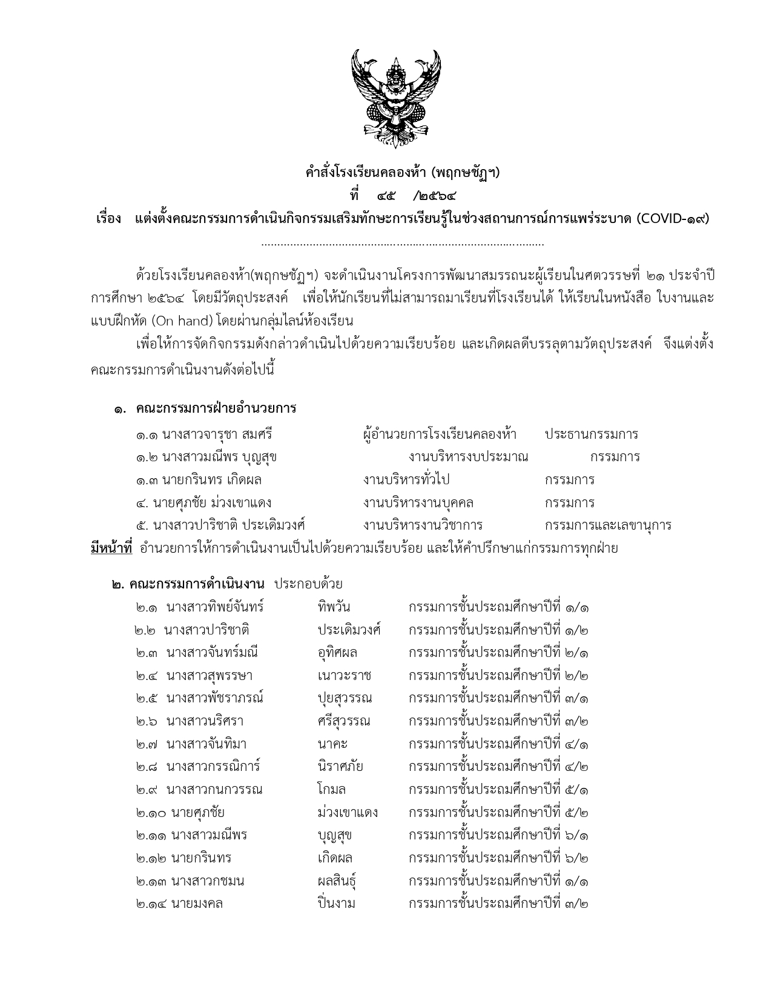 คำสั่งโรงเรียนคลองห้า (พฤกษชัฏฯ)
ที่ ๔๕ /๒๕๖๔
เรื่อง แต่งตั้งคณะกรรมการดำเนินกิจกรรมเสริมทักษะการเรียนรู้ในช่วงสถานการณ์การแพร่ระบาด (COVID-๑๙)
..........................................................................................
ด้วยโรงเรียนคลองห้า(พฤกษชัฏฯ) จะดำเนินงานโครงการพัฒนาสมรรถนะผู้เรียนในศตวรรษที่ ๒๑ ประจำปี
การศึกษา ๒๕๖๔ โดยมีวัตถุประสงค์ เพื่อให้นักเรียนที่ไม่สามารถมาเรียนที่โรงเรียนได้ ให้เรียนในหนังสือ ใบงานและ
แบบฝึกหัด (On hand) โดยผ่านกลุ่มไลน์ห้องเรียน
เพื่อให้การจัดกิจกรรมดังกล่าวดำเนินไปด้วยความเรียบร้อย และเกิดผลดีบรรลุตามวัตถุประสงค์ จึงแต่งตั้ง
คณะกรรมการดำเนินงานดังต่อไปนี้
๑. คณะกรรมการฝ่ายอำนวยการ
๑.๑ นางสาวจารุชา สมศรี ผู้อำนวยการโรงเรียนคลองห้า ประธานกรรมการ
๑.๒ นางสาวมณีพร บุญสุข งานบริหารงบประมาณ กรรมการ
๑.๓ นายกรินทร เกิดผล งานบริหารทั่วไป กรรมการ
๔. นายศุภชัย ม่วงเขาแดง งานบริหารงานบุคคล กรรมการ
๕. นางสาวปาริชาติ ประเดิมวงศ์ งานบริหารงานวิชาการ กรรมการและเลขานุการ
มีหน้าที่ อำนวยการให้การดำเนินงานเป็นไปด้วยความเรียบร้อย และให้คำปรึกษาแก่กรรมการทุกฝ่าย
๒. คณะกรรมการดำเนินงาน ประกอบด้วย
๒.๑ นางสาวทิพย์จันทร์ ทิพวัน กรรมการชั้นประถมศึกษาปีที่ ๑/๑
๒.๒ นางสาวปาริชาติ ประเดิมวงศ์ กรรมการชั้นประถมศึกษาปีที่ ๑/๒
๒.๓ นางสาวจันทร์มณี อุทิศผล กรรมการชั้นประถมศึกษาปีที่ ๒/๑
๒.๔ นางสาวสุพรรษา เนาวะราช กรรมการชั้นประถมศึกษาปีที่ ๒/๒
๒.๕ นางสาวพัชราภรณ์ ปุยสุวรรณ กรรมการชั้นประถมศึกษาปีที่ ๓/๑
๒.๖ นางสาวนริศรา ศรีสุวรรณ กรรมการชั้นประถมศึกษาปีที่ ๓/๒
๒.๗ นางสาวจันทิมา นาคะ กรรมการชั้นประถมศึกษาปีที่ ๔/๑
๒.๘ นางสาวกรรณิการ์ นิราศภัย กรรมการชั้นประถมศึกษาปีที่ ๔/๒
๒.๙ นางสาวกนกวรรณ โกมล กรรมการชั้นประถมศึกษาปีที่ ๕/๑
๒.๑๐ นายศุภชัย ม่วงเขาแดง กรรมการชั้นประถมศึกษาปีที่ ๕/๒
๒.๑๑ นางสาวมณีพร บุญสุข กรรมการชั้นประถมศึกษาปีที่ ๖/๑
๒.๑๒ นายกรินทร เกิดผล กรรมการชั้นประถมศึกษาปีที่ ๖/๒
๒.๑๓ นางสาวกชมน ผลสินธุ์ กรรมการชั้นประถมศึกษาปีที่ ๑/๑
๒.๑๔ นายมงคล ปิ่นงาม กรรมการชั้นประถมศึกษาปีที่ ๓/๒